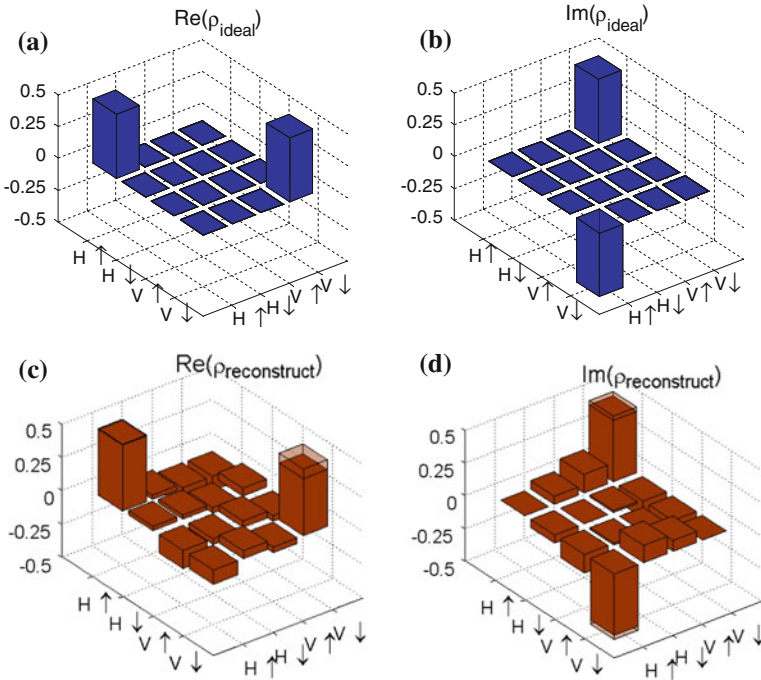 (a)
Re(ρideal)
0.5
0.25
0
-0.25
-0.5
H ↑
H ↓
V ↑
V ↓
H ↑
H ↓
V ↑
V ↓
(b)
Im(ρideal)
0.5
0.25
0
-0.25
-0.5
H ↑
H ↓
V ↑
V ↓
H ↑
H ↓
V ↑
V ↓
(c)
Re(ρreconstruct)
0.5
0.25
0
-0.25
-0.5
H ↑
H ↓
V ↑
V ↓
H ↑
H ↓
V ↑
V ↓
(d)
Im(ρreconstruct)
0.5
0.25
0
-0.25
-0.5
H ↑
H ↓
V ↑
V ↓
H ↑
H ↓
V ↑
V ↓